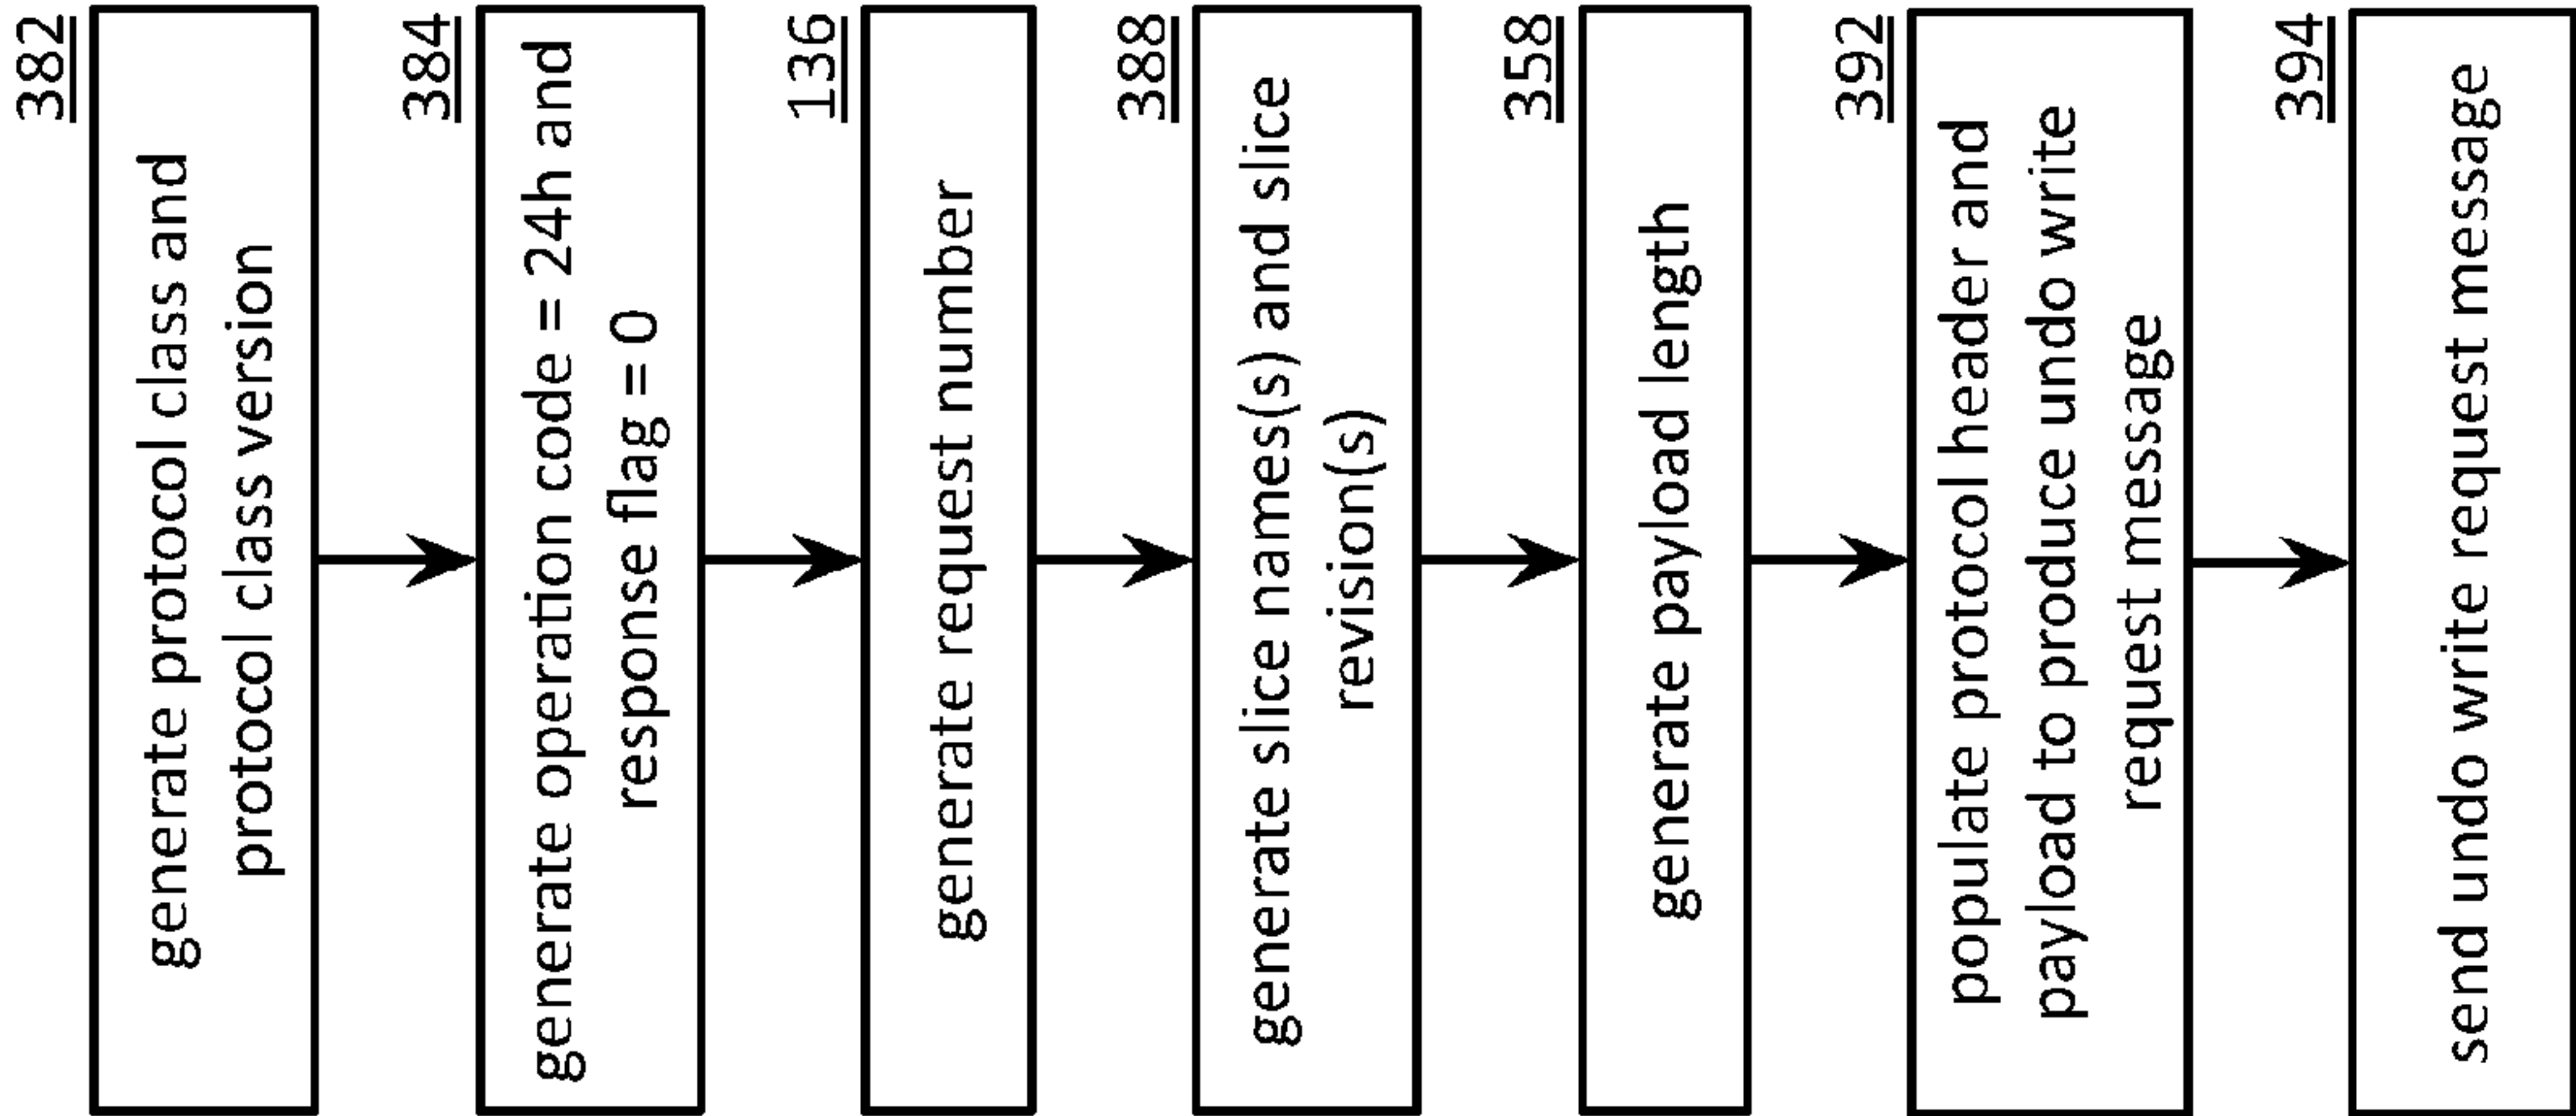 382
generate protocol class and
protocol class version
384
generate operation code = 24h and
response flag = 0
136
generate request number
388
generate slice names(s) and slice
revision(s)
358
generate payload length
392
populate protocol header and
payload to produce undo write
request message
394
send undo write request message